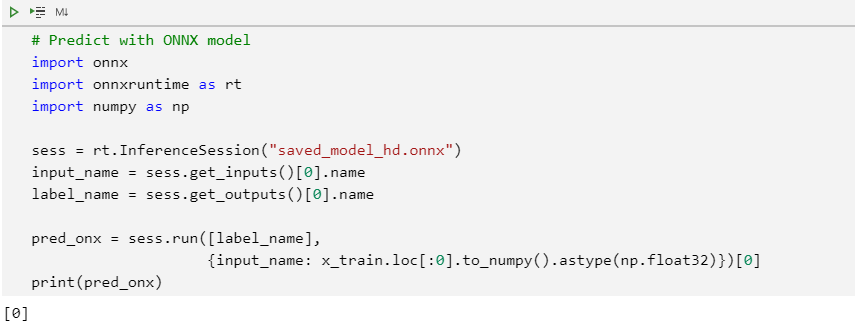 M↓
# Predict with ONNX model
import onnx
import onnxruntime as rt
import numpy as np
sess = rt.InferenceSession("saved_model_hd.onnx")
input_name = sess.get_inputs()[0].name
label_name = sess.get_outputs()[0].name
pred_onx = sess.run([label_name],
{input_name: x_train.loc[:0].to_numpy().astype(np.float32)})[0]
print(pred_onx)
[0]